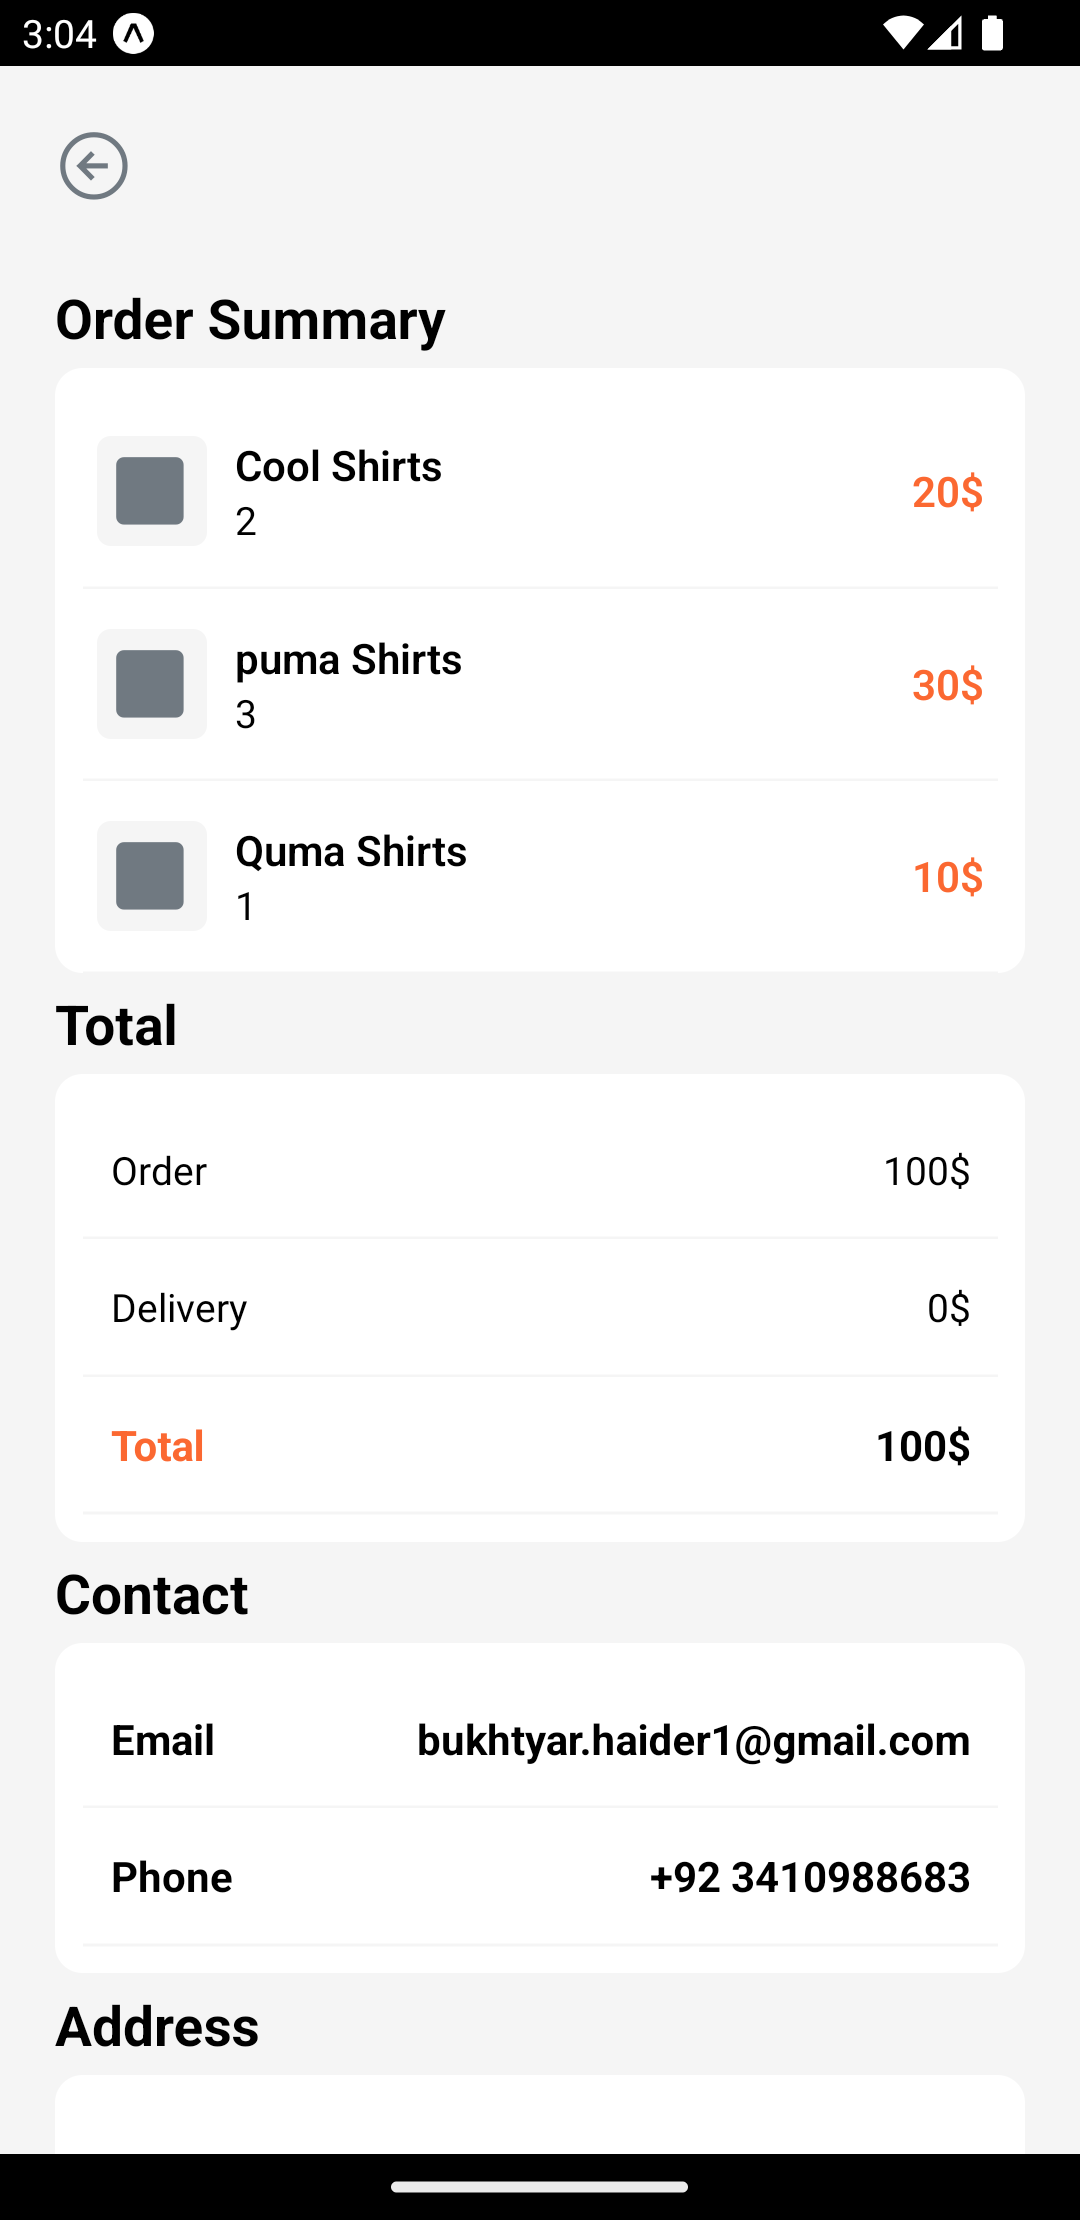 3:04
Order Summary
Cool Shirts
2
20$
puma Shirts
3
30$
Quma Shirts
1
10$
Total
Order 100$
Delivery 0$
Total 100$
Contact
Email bukhtyar.haider1@gmail.com
Phone +92 3410988683
Address